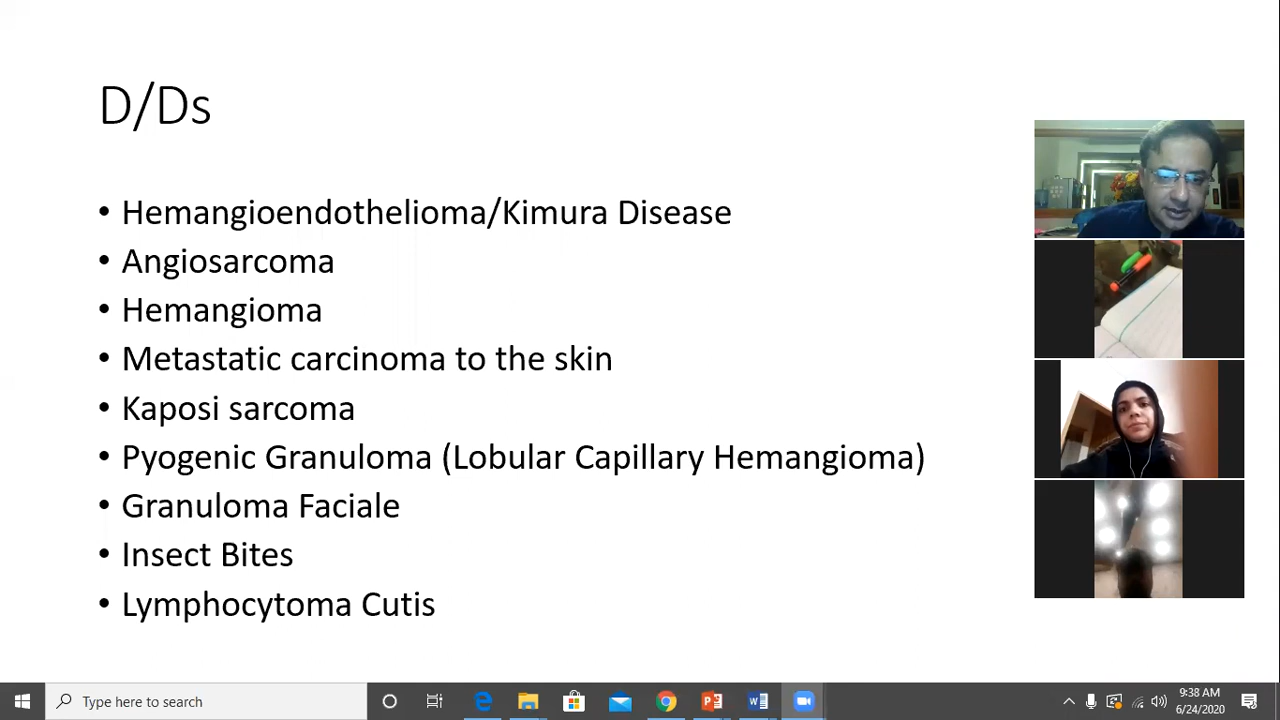 D/Ds
• Hemangioendothelioma/Kimura Disease
• Angiosarcoma
• Hemangioma
• Metastatic carcinoma to the skin
• Kaposi sarcoma
• Pyogenic Granuloma (Lobular Capillary Hemangioma)
• Granuloma Faciale
• Insect Bites
• Lymphocytoma Cutis
Type here to search
9:38 AM
6/24/2020